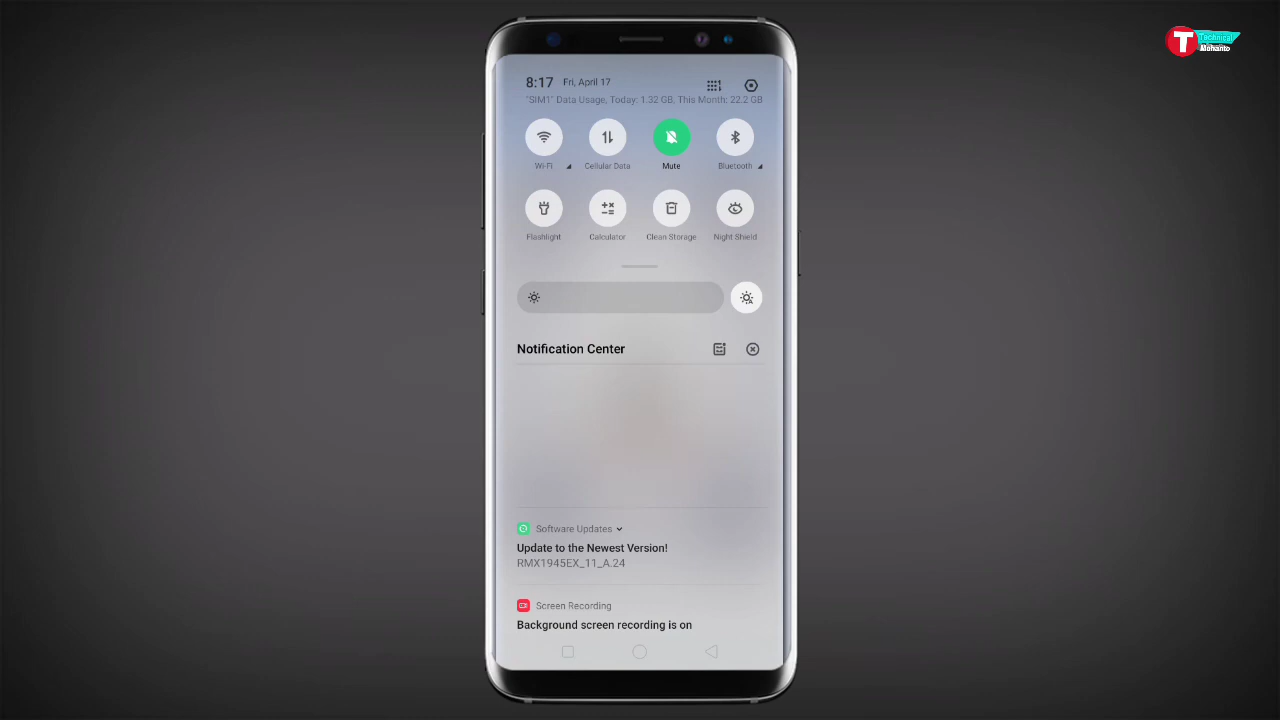 T Technical
Mohanto
8:17 Fri, April 17
"SIM1" Data Usage, Today: 1.32 GB, This Month: 22.2 GB
Wi-Fi Cellular Data Mute Bluetooth
Flashlight Calculator Clean Storage Night Shield
Notification Center
Software Updates
Update to the Newest Version!
RMX1945EX_11_A.24
Screen Recording
Background screen recording is on